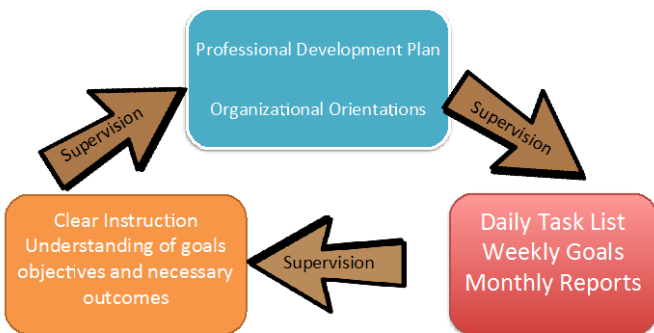 Professional Development Plan
Organizational Orientations
Supervision
Supervision
Daily Task List
Weekly Goals
Monthly Reports
Supervision
Clear Instruction
Understanding of goals
objectives and necessary
outcomes